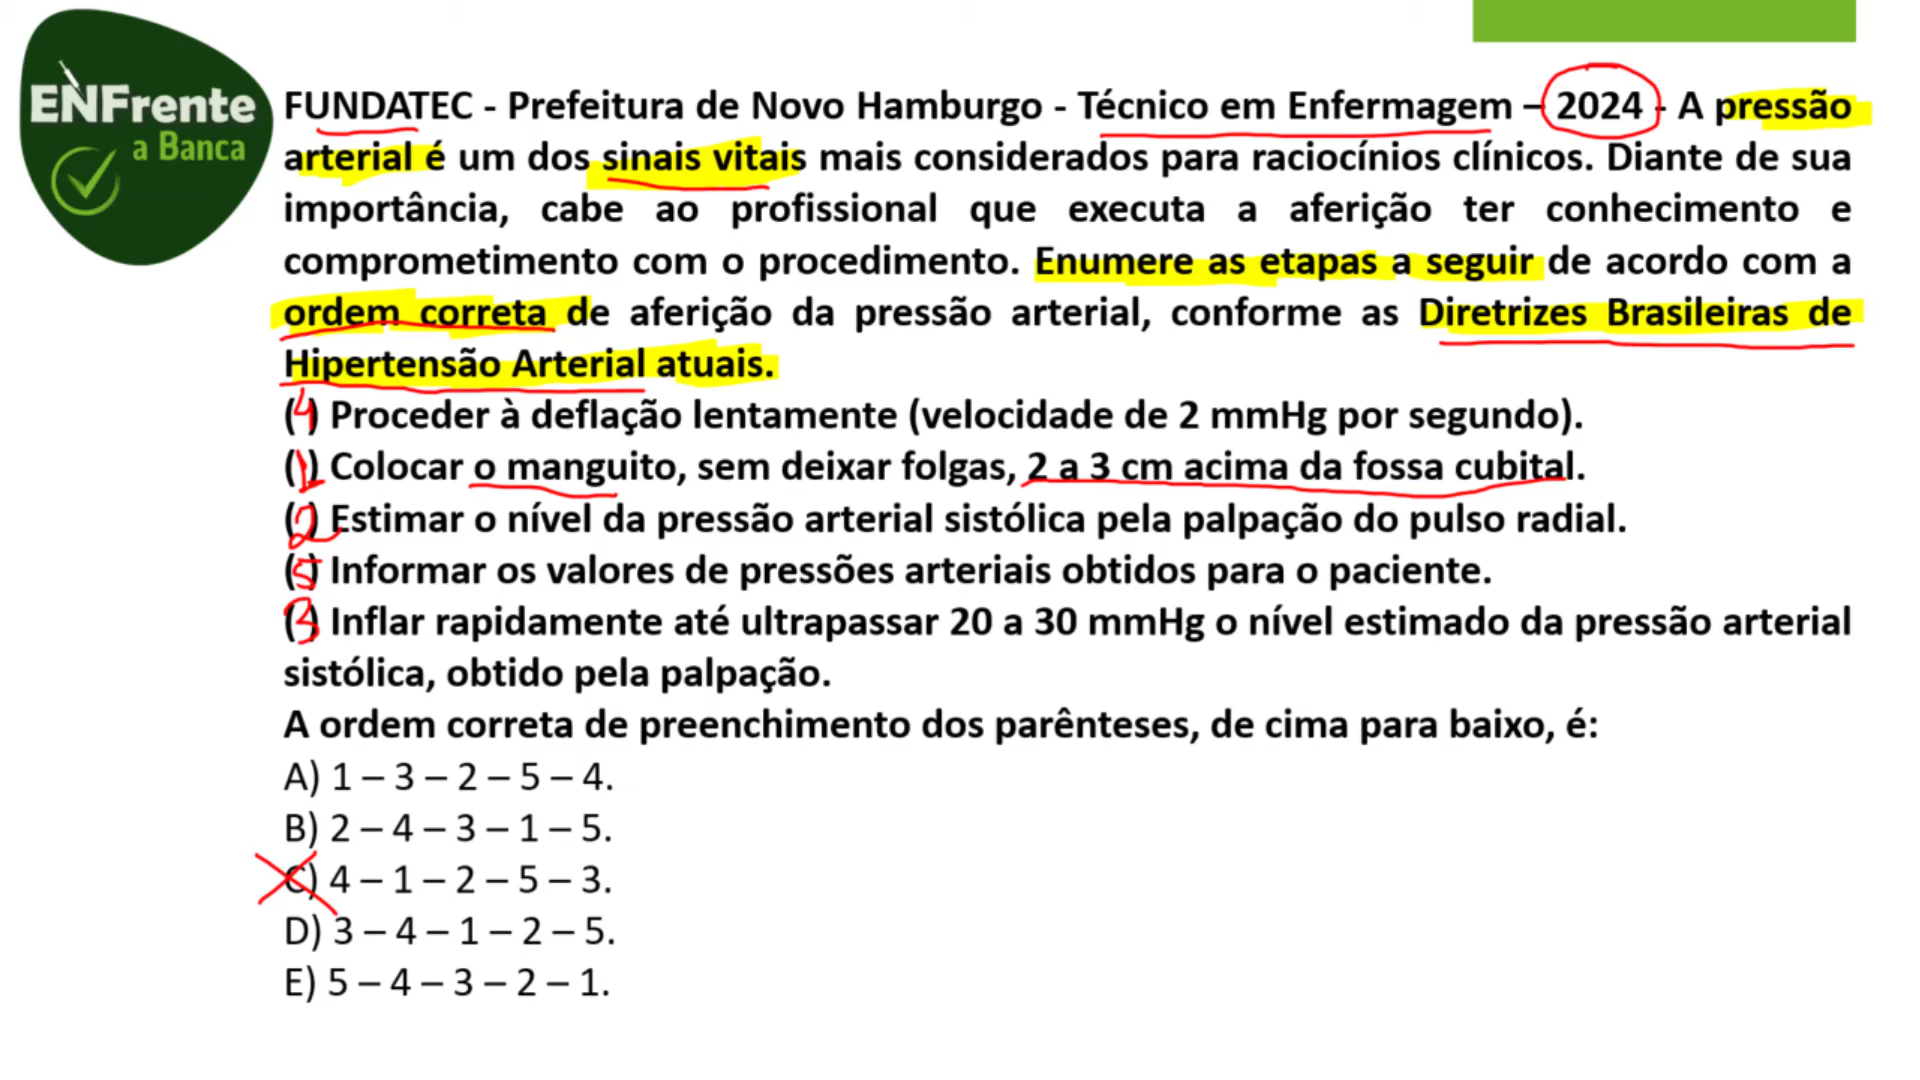 ENFrente
a Banca
FUNDATEC - Prefeitura de Novo Hamburgo - Técnico em Enfermagem – 2024 - A pressão
arterial é um dos sinais vitais mais considerados para raciocínios clínicos. Diante de sua
importância, cabe ao profissional que executa a aferição ter conhecimento e
comprometimento com o procedimento. Enumere as etapas a seguir de acordo com a
ordem correta de aferição da pressão arterial, conforme as Diretrizes Brasileiras de
Hipertensão Arterial atuais.
(4) Proceder à deflação lentamente (velocidade de 2 mmHg por segundo).
(1) Colocar o manguito, sem deixar folgas, 2 a 3 cm acima da fossa cubital.
(2) Estimar o nível da pressão arterial sistólica pela palpação do pulso radial.
(5) Informar os valores de pressões arteriais obtidos para o paciente.
(3) Inflar rapidamente até ultrapassar 20 a 30 mmHg o nível estimado da pressão arterial
sistólica, obtido pela palpação.
A ordem correta de preenchimento dos parênteses, de cima para baixo, é:
A) 1 – 3 – 2 – 5 – 4.
B) 2 – 4 – 3 – 1 – 5.
C) 4 – 1 – 2 – 5 – 3.
D) 3 – 4 – 1 – 2 – 5.
E) 5 – 4 – 3 – 2 – 1.